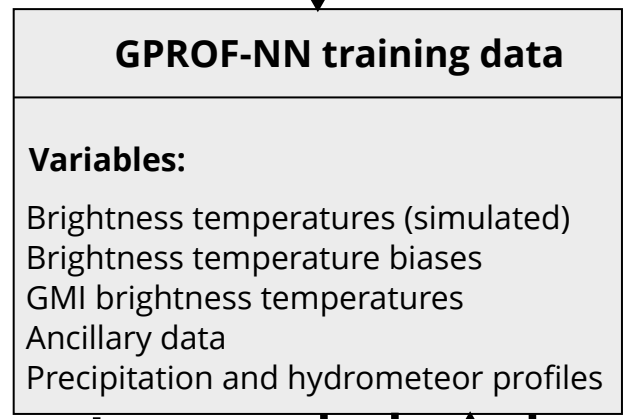 GPROF-NN training data
Variables:
Brightness temperatures (simulated)
Brightness temperature biases
GMI brightness temperatures
Ancillary data
Precipitation and hydrometeor profiles